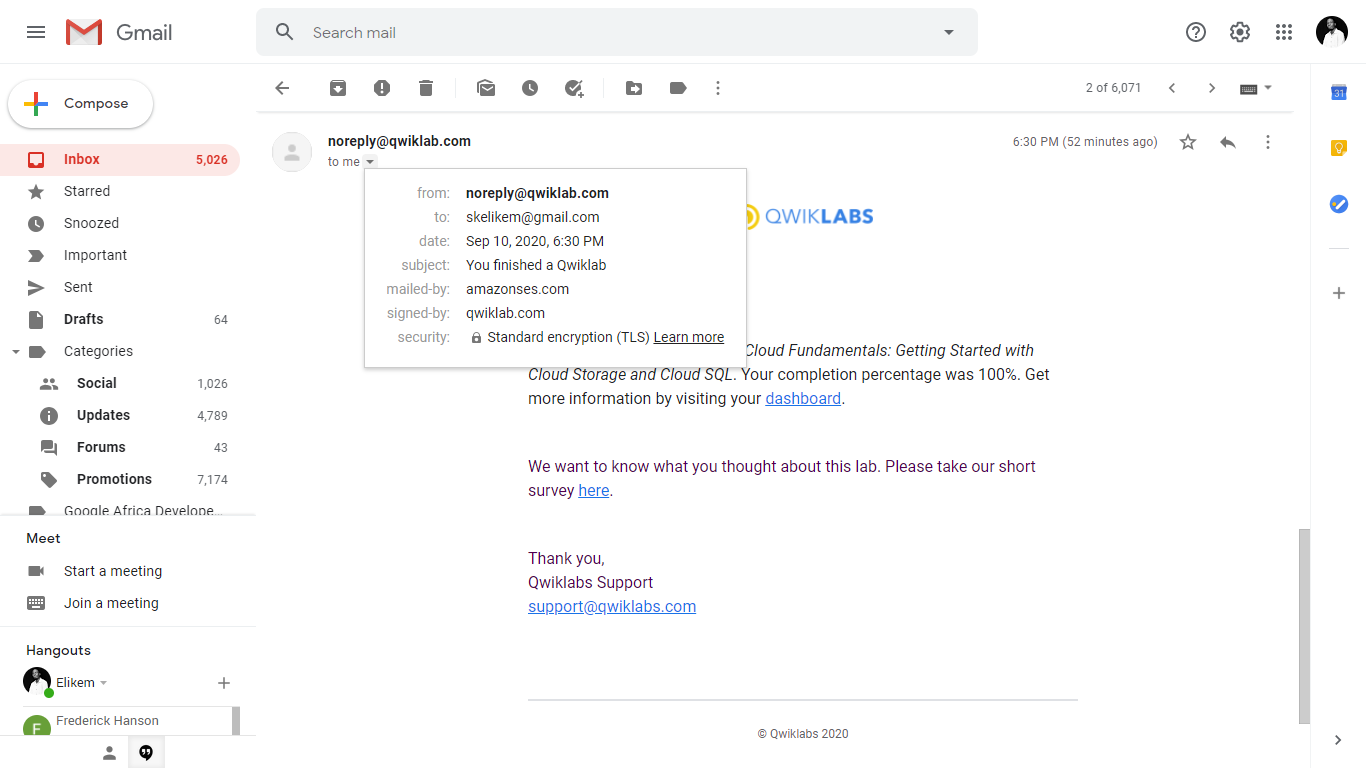 Gmail
Search mail
Compose
2 of 6,071
Inbox 5,026
Starred
Snoozed
Important
Sent
Drafts 64
Categories
Social 1,026
Updates 4,789
Forums 43
Promotions 7,174
Google Africa Develope...
Meet
Start a meeting
Join a meeting
Hangouts
Elikem
F
Frederick Hanson
noreply@qwiklab.com
6:30 PM (52 minutes ago)
to me
from: noreply@qwiklab.com
to: skelikem@gmail.com
date: Sep 10, 2020, 6:30 PM
subject: You finished a Qwiklab
mailed-by: amazonses.com
signed-by: qwiklab.com
security: Standard encryption (TLS) Learn more
QWIKLABS
Cloud Fundamentals: Getting Started with
Cloud Storage and Cloud SQL. Your completion percentage was 100%. Get
more information by visiting your dashboard.
We want to know what you thought about this lab. Please take our short
survey here.
Thank you,
Qwiklabs Support
support@qwiklabs.com
© Qwiklabs 2020
31